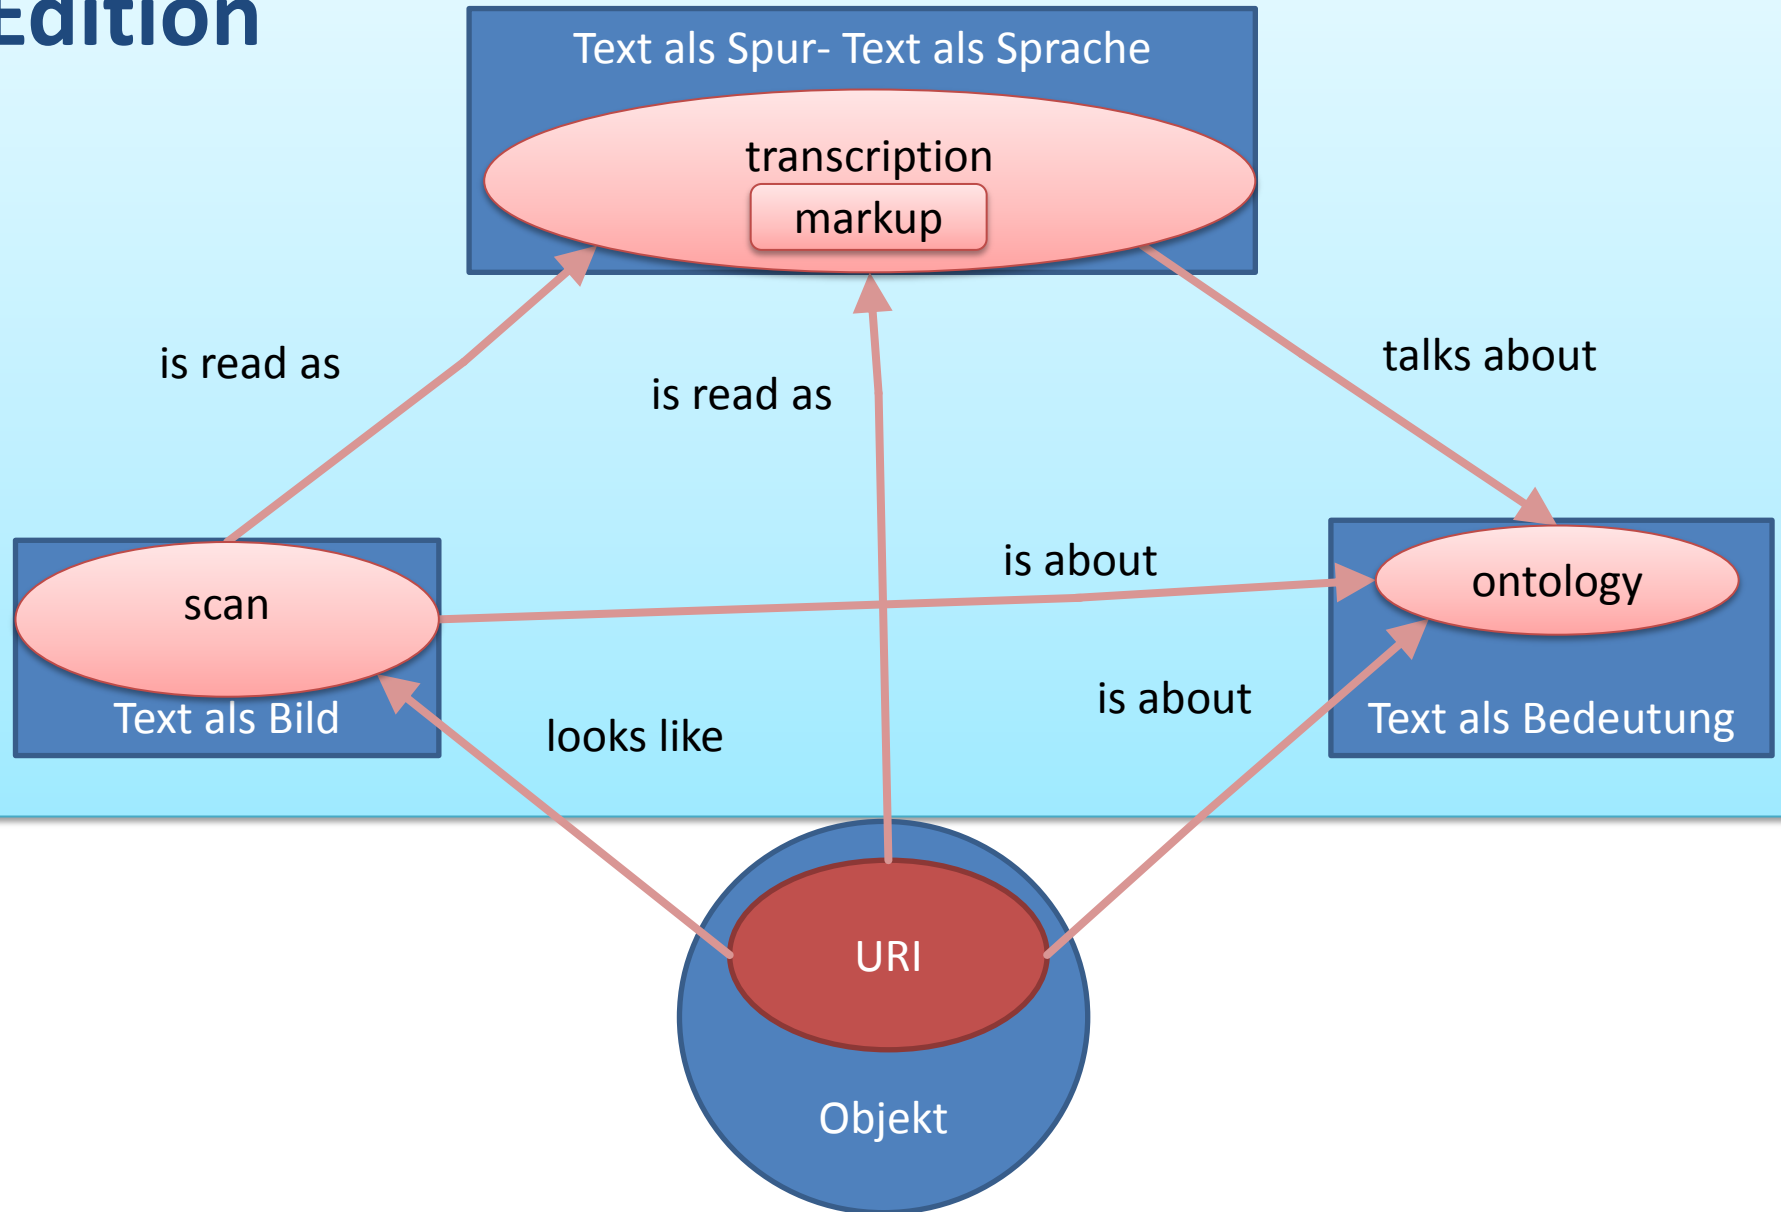 Edition
Text als Spur- Text als Sprache
transcription
markup
is read as
is read as
talks about
is about
scan
ontology
Text als Bild
looks like
is about
Text als Bedeutung
URI
Objekt